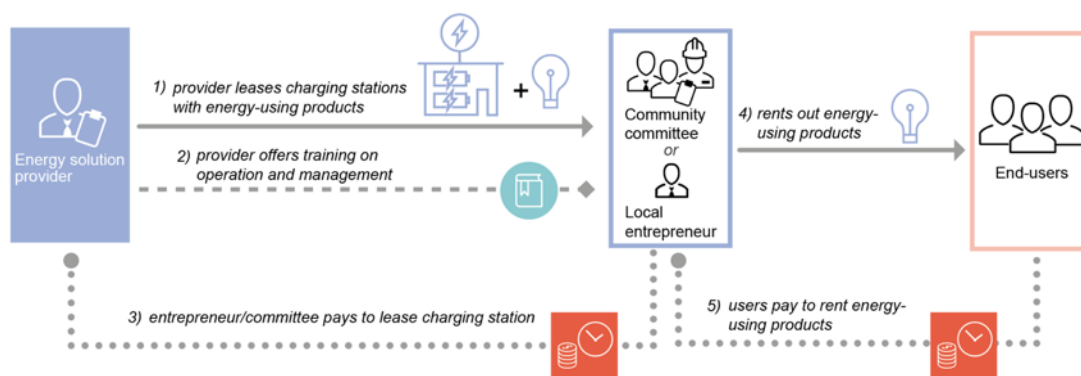 1) provider leases charging stations
with energy-using products
Energy solution
provider
2) provider offers training on
operation and management
Community
committee
or
Local
entrepreneur
4) rents out energy-
using products
End-users
3) entrepreneur/committee pays to lease charging station
5) users pay to rent energy-
using products